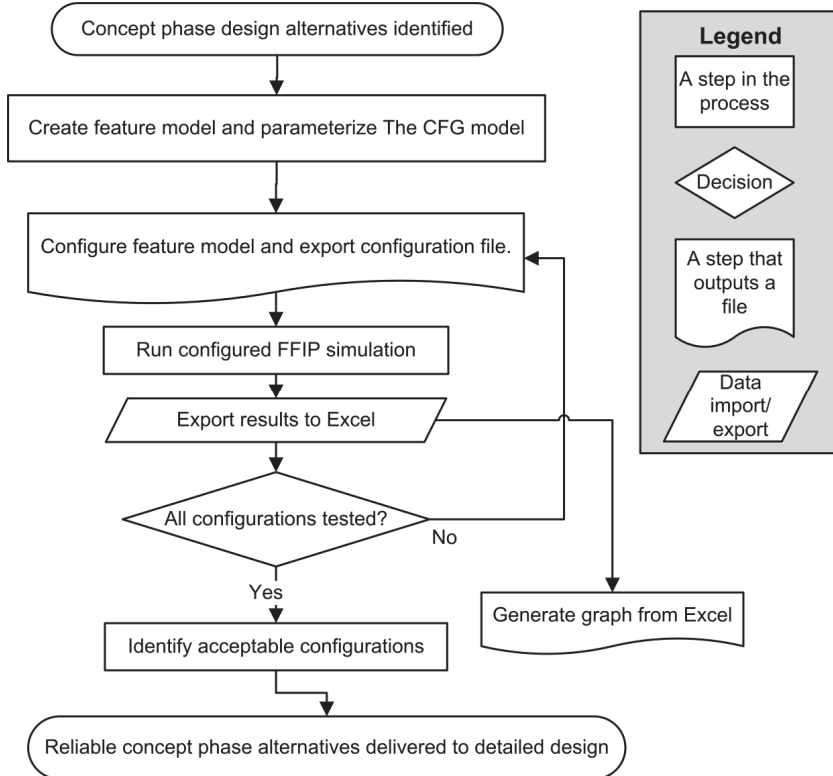 Concept phase design alternatives identified
Create feature model and parameterize The CFG model
Configure feature model and export configuration file.
Run configured FFIP simulation
Export results to Excel
All configurations tested?
No
Yes
Generate graph from Excel
Identify acceptable configurations
Reliable concept phase alternatives delivered to detailed design
Legend
A step in the
process
Decision
A step that
outputs a
file
Data
import/
export